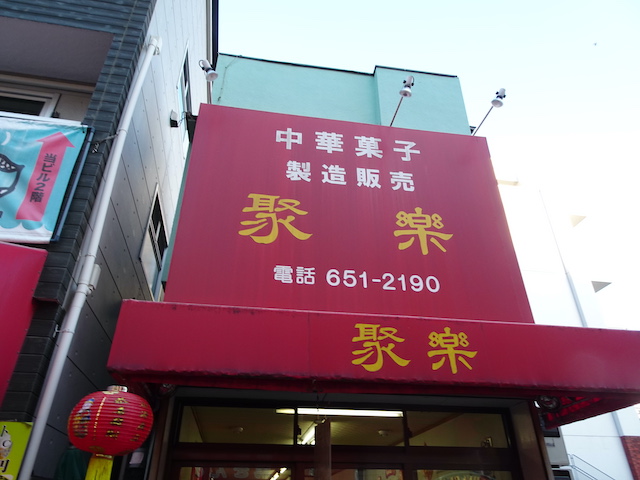 中華菓子
製造販売
聚楽
電話 651-2190
聚楽
当ビル2階